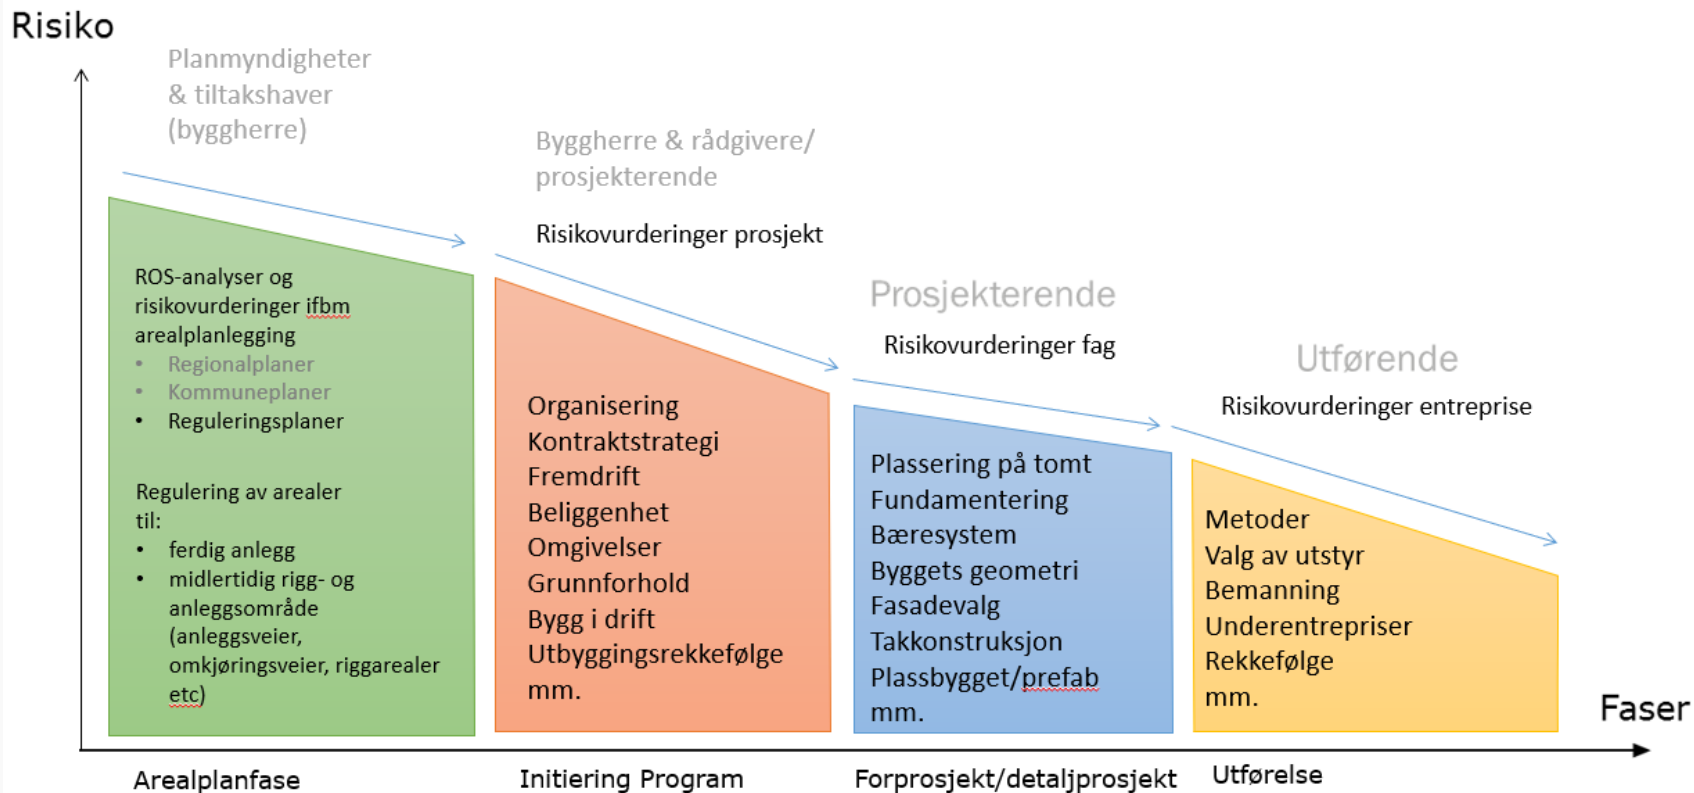 Risiko
Planmyndigheter
& tiltakshaver
(byggherre)
ROS-analyser og
risikovurderinger ifbm
arealplanlegging
• Regionalplaner
• Kommuneplaner
• Reguleringsplaner
Regulering av arealer
til:
• ferdig anlegg
• midlertidig rigg- og
anleggsområde
(anleggsveier,
omkjøringsveier, riggarealer
etc)
Byggherre & rådgivere/
prosjekterende
Risikovurderinger prosjekt
Organisering
Kontraktstrategi
Fremdrift
Beliggenhet
Omgivelser
Grunnforhold
Bygg i drift
Utbyggingsrekkefølge
mm.
Prosjekterende
Risikovurderinger fag
Plassering på tomt
Fundamentering
Bæresystem
Byggets geometri
Fasadevalg
Takkonstruksjon
Plassbygget/prefab
mm.
Utførende
Risikovurderinger entreprise
Metoder
Valg av utstyr
Bemanning
Underentrepriser
Rekkefølge
mm.
Faser
Arealplanfase
Initiering Program
Forprosjekt/detaljprosjekt
Utførelse